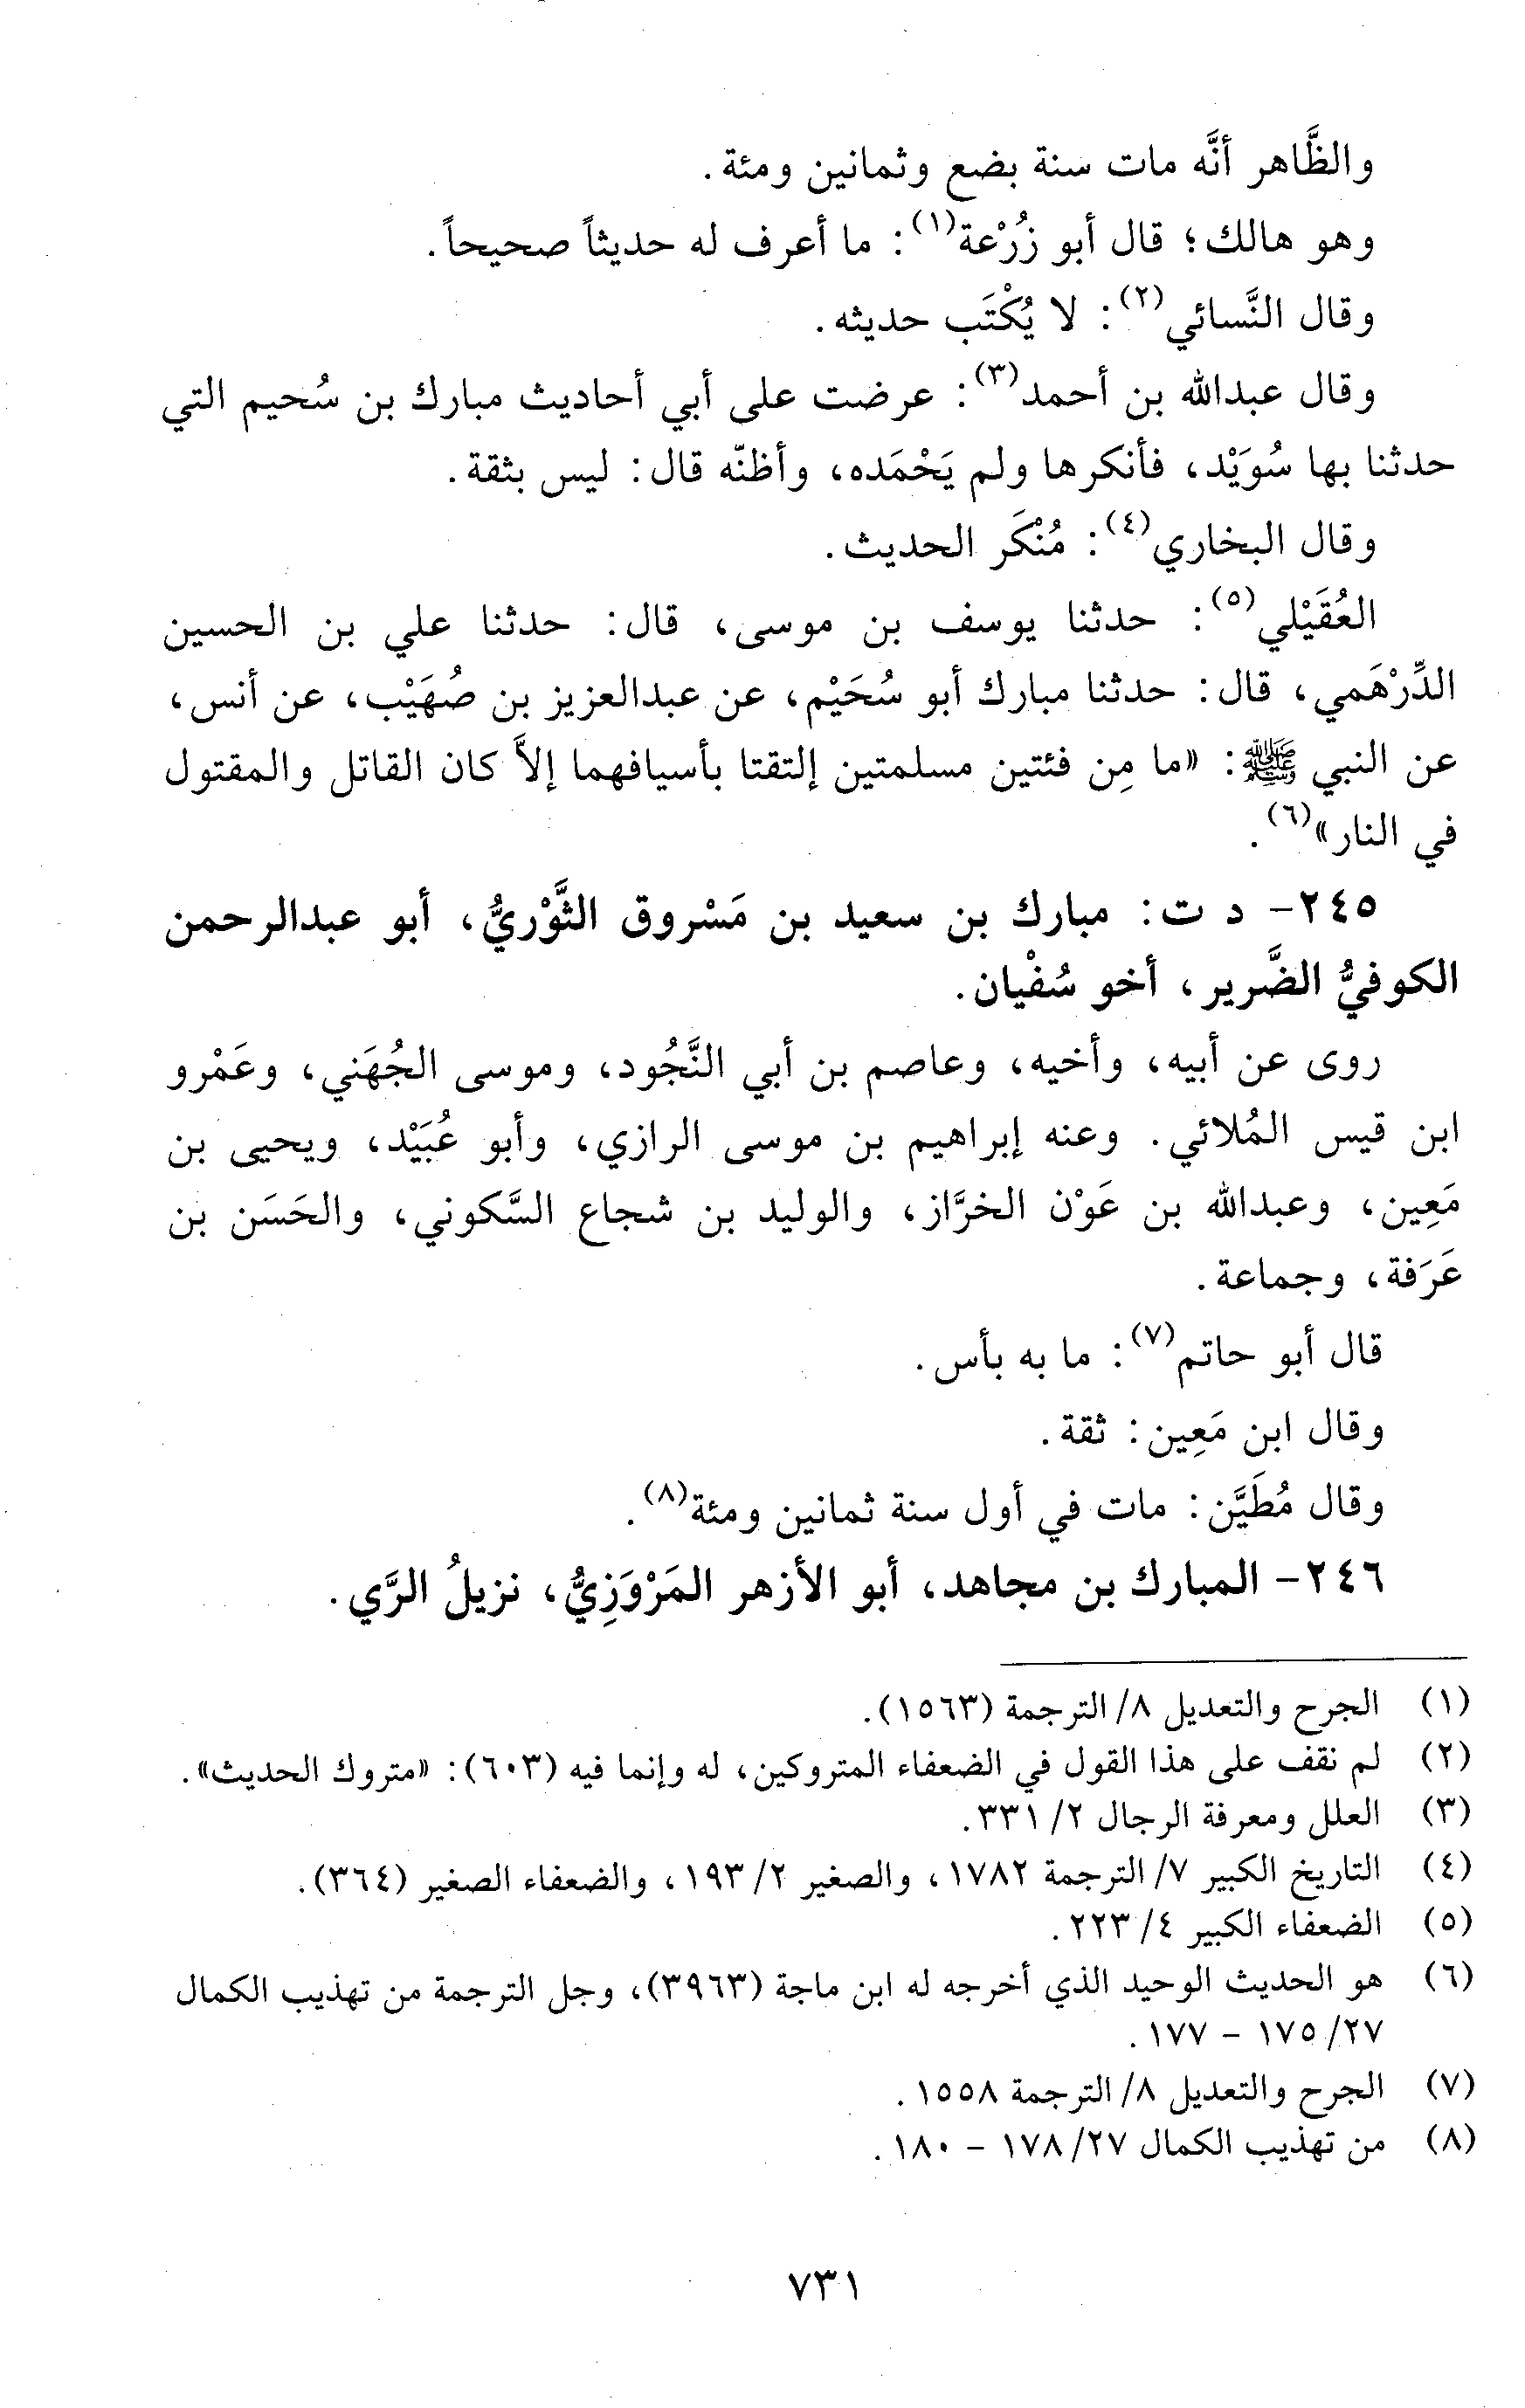 والظَّاهر أنَّه مات سنة بضع وثمانين ومئة.
وهو هالك؛ قال أبو زُرْعة(١): ما أعرف له حديثاً صحيحاً.
وقال النَّسائي(٢): لا يُكْتَب حديثه.
وقال عبدالله بن أحمد(٣): عرضت على أبي أحاديث مبارك بن سُحيم التي
حدثنا بها سُوَيْد، فأنكرها ولم يَحْمَده، وأظنّه قال: ليس بثقة.
وقال البخاري(٤): مُنْكَر الحديث.
العُقَيْلي(٥): حدثنا يوسف بن موسى، قال: حدثنا علي بن الحسين
الدِّرْهَمي، قال: حدثنا مبارك أبو سُحَيْم، عن عبدالعزيز بن صُهَيْب، عن أنس،
عن النبي ﷺ: «ما مِن فئتين مسلمتين إلتقتا بأسيافهما إلاَّ كان القاتل والمقتول
في النار»(٦).
٢٤٥- د ت: مبارك بن سعيد بن مَسْروق الثَّوْريُّ، أبو عبدالرحمن
الكوفيُّ الضَّرير، أخو سُفْيان.
روى عن أبيه، وأخيه، وعاصم بن أبي النَّجُود، وموسى الجُهَني، وعَمْرو
ابن قيس المُلائي. وعنه إبراهيم بن موسى الرازي، وأبو عُبَيْد، ويحيى بن
مَعِين، وعبدالله بن عَوْن الخرَّاز، والوليد بن شجاع السَّكوني، والحَسَن بن
عَرَفة، وجماعة.
قال أبو حاتم(٧): ما به بأس.
وقال ابن مَعِين: ثقة.
وقال مُطَيَّن: مات في أول سنة ثمانين ومئة(٨).
٢٤٦- المبارك بن مجاهد، أبو الأزهر المَرْوَزِيُّ، نزيلُ الرَّي.
(١) الجرح والتعديل ٨/ الترجمة (١٥٦٣).
(٢) لم نقف على هذا القول في الضعفاء المتروكين، له وإنما فيه (٦٠٣): «متروك الحديث».
(٣) العلل ومعرفة الرجال ٢/ ٣٣١.
(٤) التاريخ الكبير ٧/ الترجمة ١٧٨٢، والصغير ٢/ ١٩٣، والضعفاء الصغير (٣٦٤).
(٥) الضعفاء الكبير ٤/ ٢٢٣.
(٦) هو الحديث الوحيد الذي أخرجه له ابن ماجة (٣٩٦٣)، وجل الترجمة من تهذيب الكمال
٢٧/ ١٧٥ - ١٧٧.
(٧) الجرح والتعديل ٨/ الترجمة ١٥٥٨.
(٨) من تهذيب الكمال ٢٧/ ١٧٨ - ١٨٠.
٧٣١